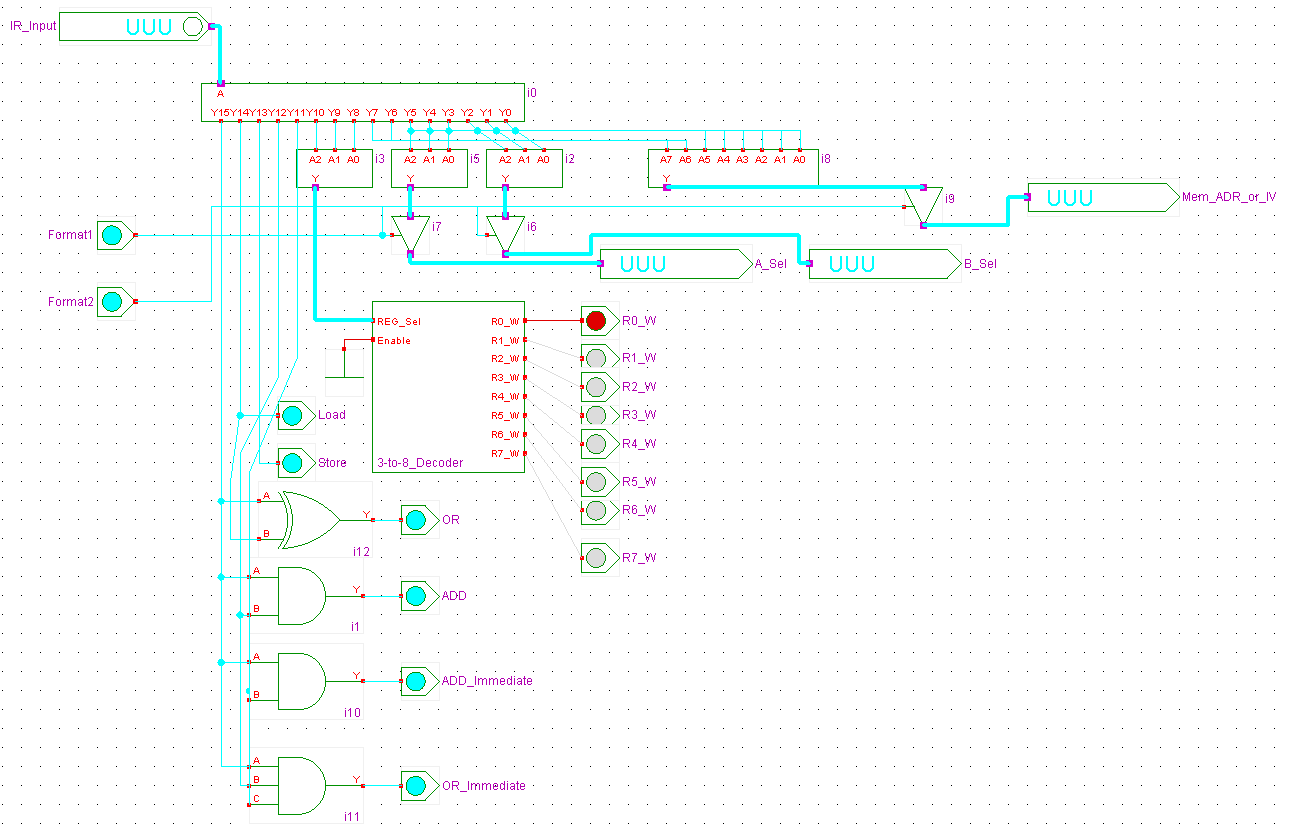 IR_Input UUU
i0
A
Y15 Y14 Y13 Y12 Y11 Y10 Y9 Y8 Y7 Y6 Y5 Y4 Y3 Y2 Y1 Y0
A2 A1 A0 i3 A2 A1 A0 i5 A2 A1 A0 i2 A7 A6 A5 A4 A3 A2 A1 A0 i8
Y Y Y Y
i9 UUU Mem_ADR_or_IV
Format1 i7 i6
UUU A_Sel UUU B_Sel
Format2
REG_Sel R0_W R0_W
Enable R1_W R1_W
R2_W R2_W
R3_W R3_W
R4_W R4_W
Load R5_W R5_W
R6_W R6_W
Store 3-to-8_Decoder R7_W R7_W
A
B Y OR
i12
A
B Y ADD
i1
A
B Y ADD_Immediate
i10
A
B Y OR_Immediate
C
i11